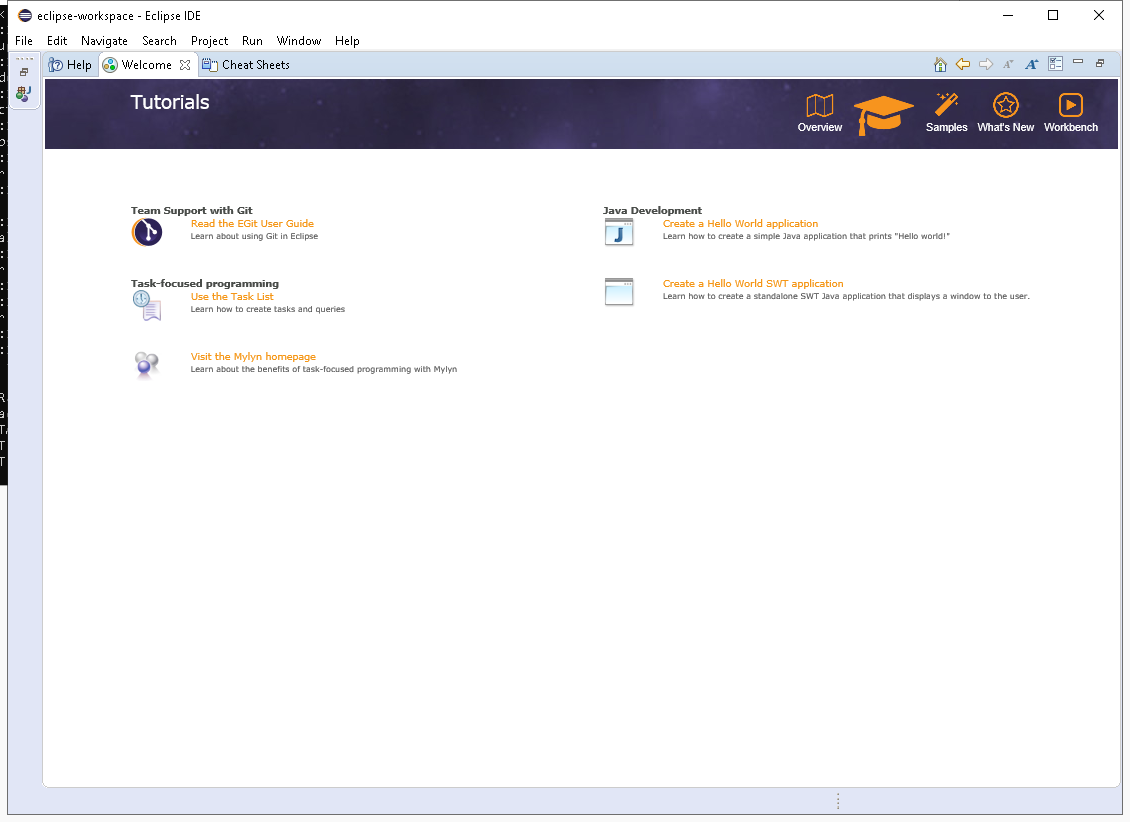 eclipse-workspace - Eclipse IDE
File Edit Navigate Search Project Run Window Help
Help Welcome Cheat Sheets
Tutorials
Overview Samples What's New Workbench
Team Support with Git
Read the EGit User Guide
Learn about using Git in Eclipse
Task-focused programming
Use the Task List
Learn how to create tasks and queries
Visit the Mylyn homepage
Learn about the benefits of task-focused programming with Mylyn
Java Development
Create a Hello World application
Learn how to create a simple Java application that prints "Hello world!"
Create a Hello World SWT application
Learn how to create a standalone SWT Java application that displays a window to the user.